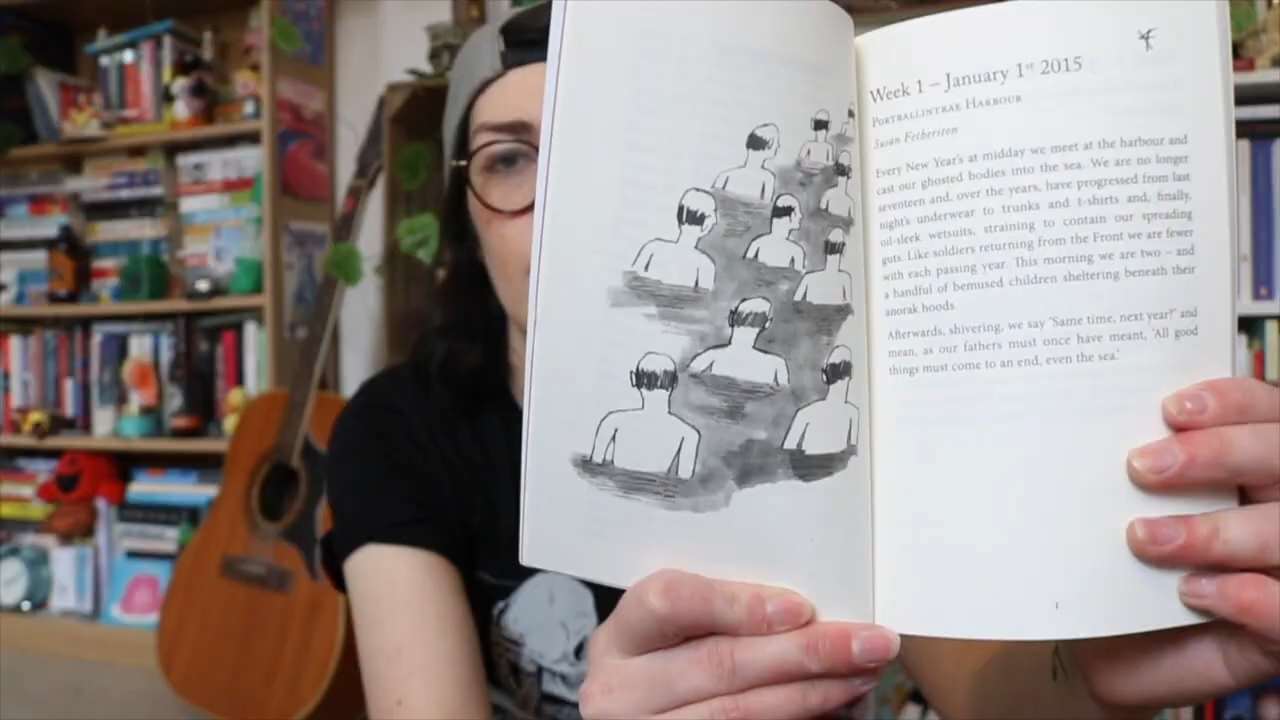 Week 1 – January 1st 2015
Portballintrae Harbour
Susan Fetherston
Every New Year's at midday we meet at the harbour and
cast our ghosted bodies into the sea. We are no longer
seventeen and, over the years, have progressed from last
night's underwear to trunks and t-shirts and, finally,
oil-sleek wetsuits, straining to contain our spreading
guts. Like soldiers returning from the Front we are fewer
with each passing year. This morning we are two – and
a handful of bemused children sheltering beneath their
anorak hoods.
Afterwards, shivering, we say 'Same time, next year?' and
mean, as our fathers must once have meant, 'All good
things must come to an end, even the sea.'
1